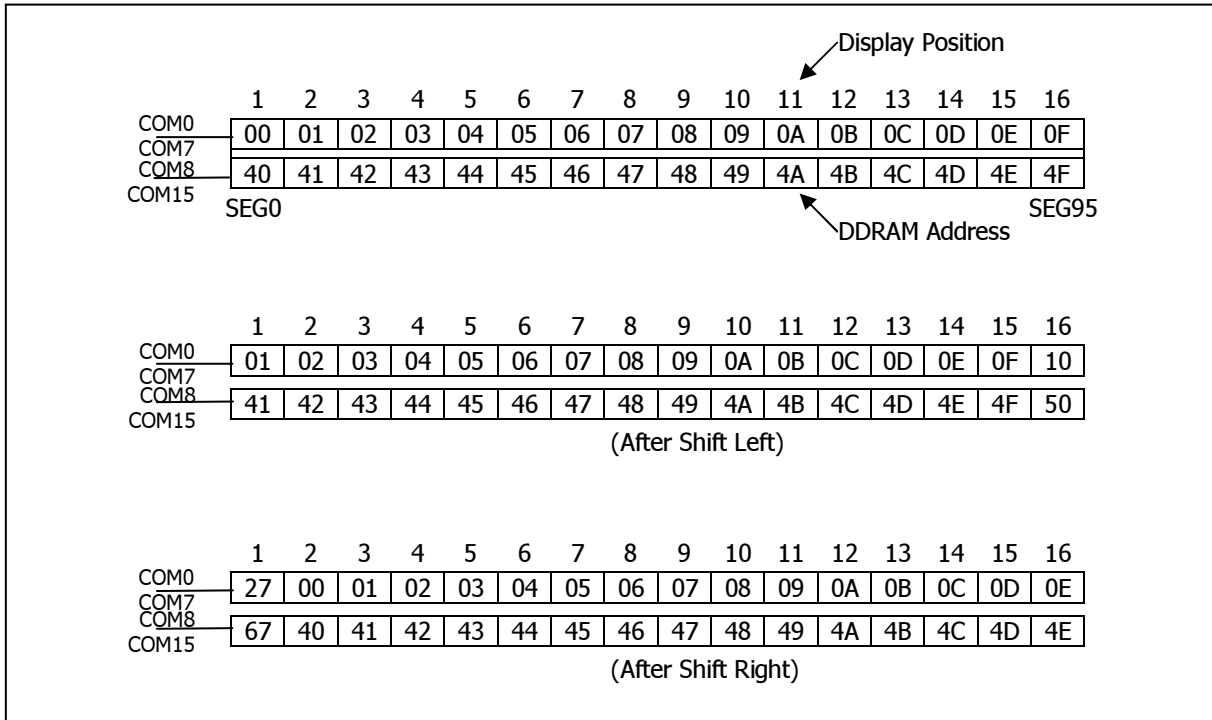 Display Position
1 2 3 4 5 6 7 8 9 10 11 12 13 14 15 16
COM0
COM7
00 01 02 03 04 05 06 07 08 09 0A 0B 0C 0D 0E 0F
COM8
COM15
40 41 42 43 44 45 46 47 48 49 4A 4B 4C 4D 4E 4F
SEG0 SEG95
DDRAM Address
1 2 3 4 5 6 7 8 9 10 11 12 13 14 15 16
COM0
COM7
01 02 03 04 05 06 07 08 09 0A 0B 0C 0D 0E 0F 10
COM8
COM15
41 42 43 44 45 46 47 48 49 4A 4B 4C 4D 4E 4F 50
(After Shift Left)
1 2 3 4 5 6 7 8 9 10 11 12 13 14 15 16
COM0
COM7
27 00 01 02 03 04 05 06 07 08 09 0A 0B 0C 0D 0E
COM8
COM15
67 40 41 42 43 44 45 46 47 48 49 4A 4B 4C 4D 4E
(After Shift Right)